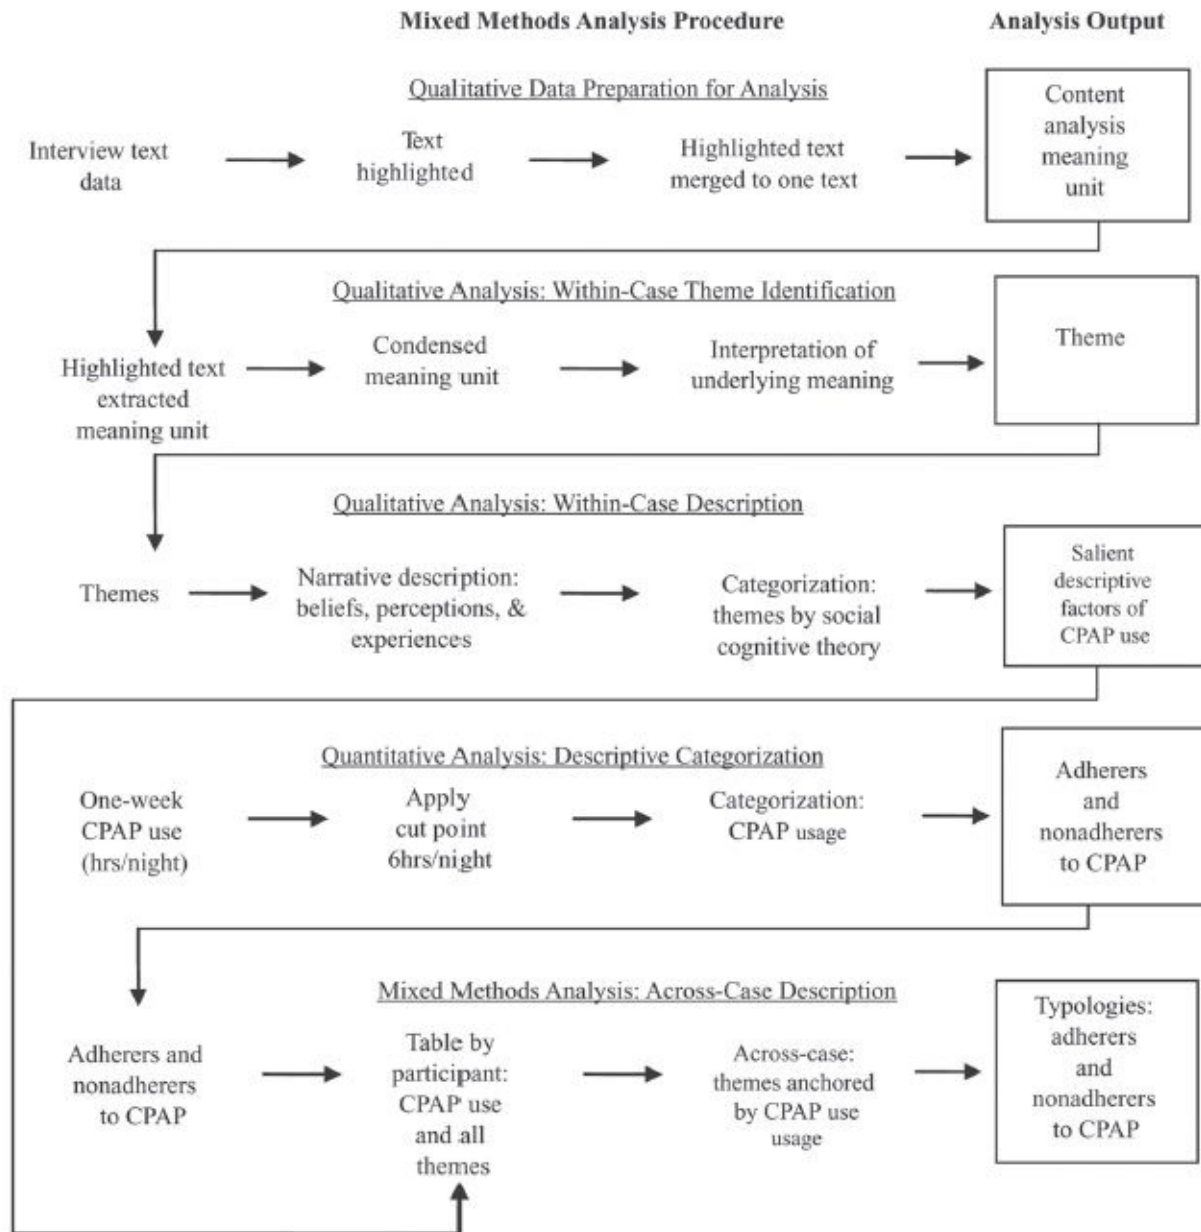 Mixed Methods Analysis Procedure
Analysis Output
Qualitative Data Preparation for Analysis
Interview text
data
Text
highlighted
Highlighted text
merged to one text
Content
analysis
meaning
unit
Qualitative Analysis: Within-Case Theme Identification
Highlighted text
extracted
meaning unit
Condensed
meaning unit
Interpretation of
underlying meaning
Theme
Qualitative Analysis: Within-Case Description
Themes
Narrative description:
beliefs, perceptions, &
experiences
Categorization:
themes by social
cognitive theory
Salient
descriptive
factors of
CPAP use
Quantitative Analysis: Descriptive Categorization
One-week
CPAP use
(hrs/night)
Apply
cut point
6hrs/night
Categorization:
CPAP usage
Adherers
and
nonadherers
to CPAP
Mixed Methods Analysis: Across-Case Description
Adherers and
nonadherers
to CPAP
Table by
participant:
CPAP use
and all
themes
Across-case:
themes anchored
by CPAP use
usage
Typologies:
adherers
and
nonadherers
to CPAP